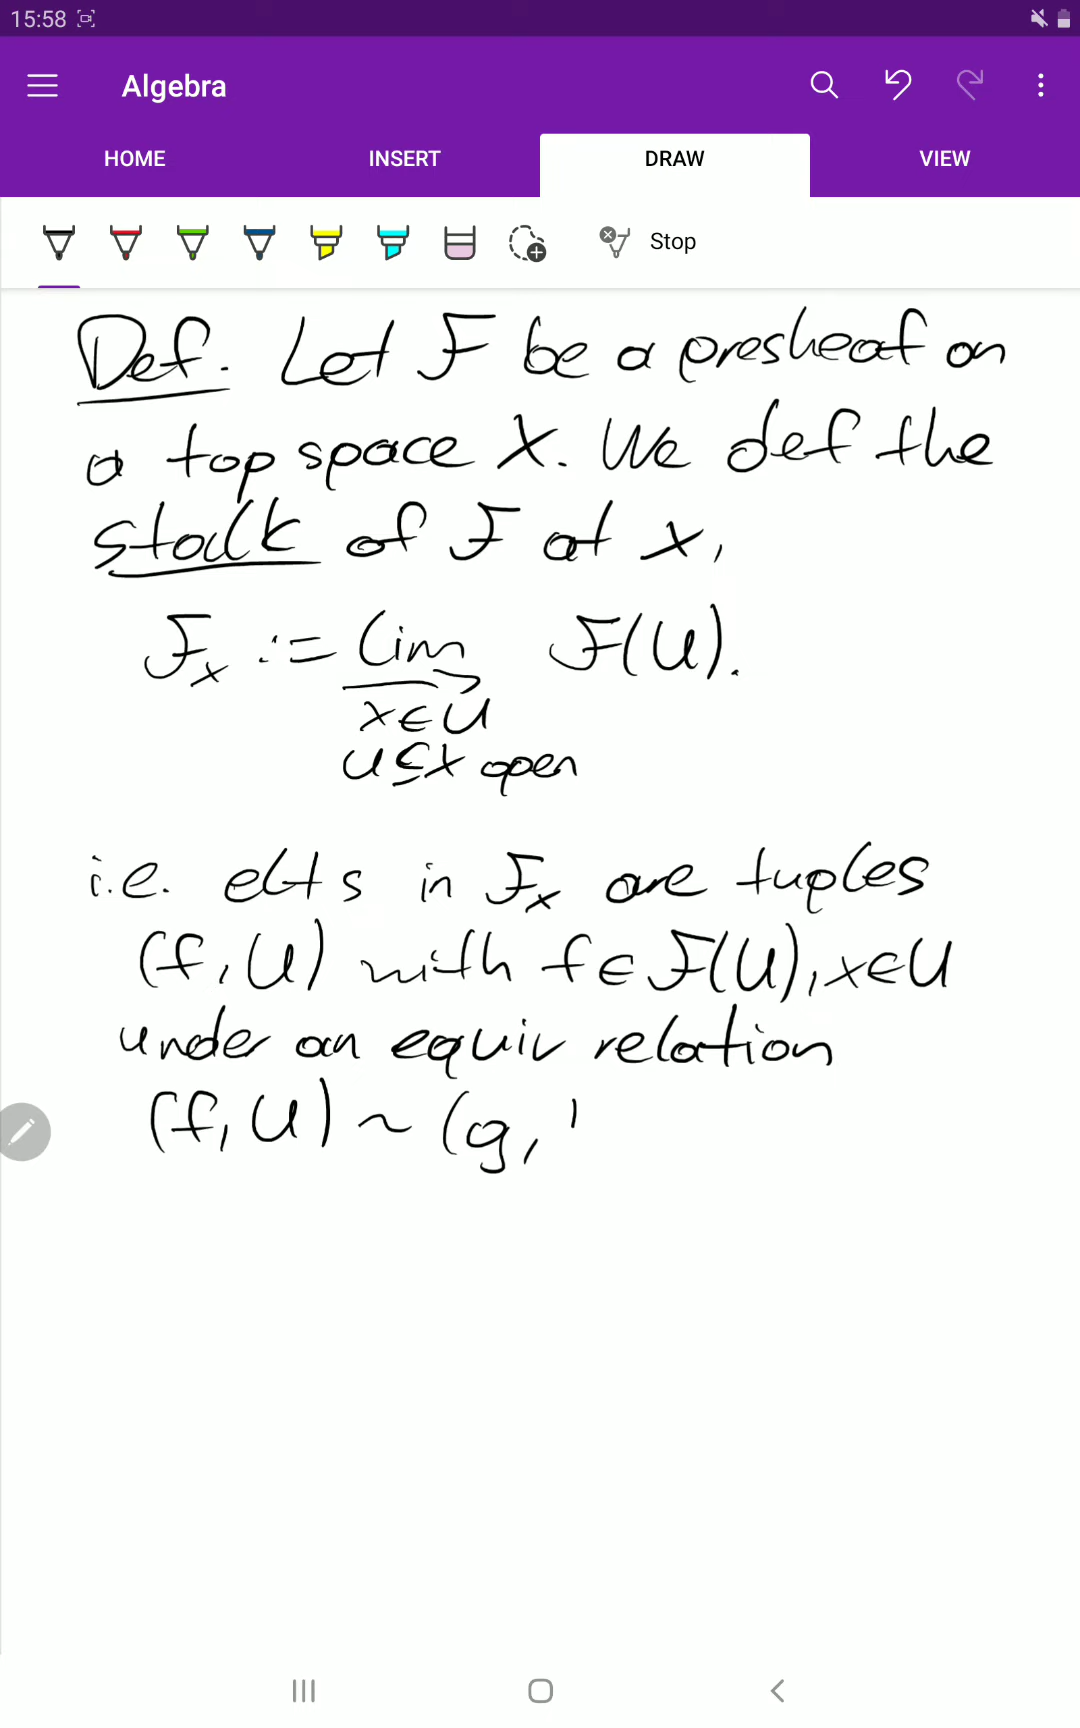 15:58
Algebra
HOME INSERT DRAW VIEW
Stop
Def. Let F be a presheaf on
a top space X. We def the
stalk of F at x,
F_x := lim F(U).
x∈U
U⊆X open
i.e. elts in F_x are tuples
(f, U) with f∈F(U), x∈U
under an equiv relation
(f, U) ~ (g,